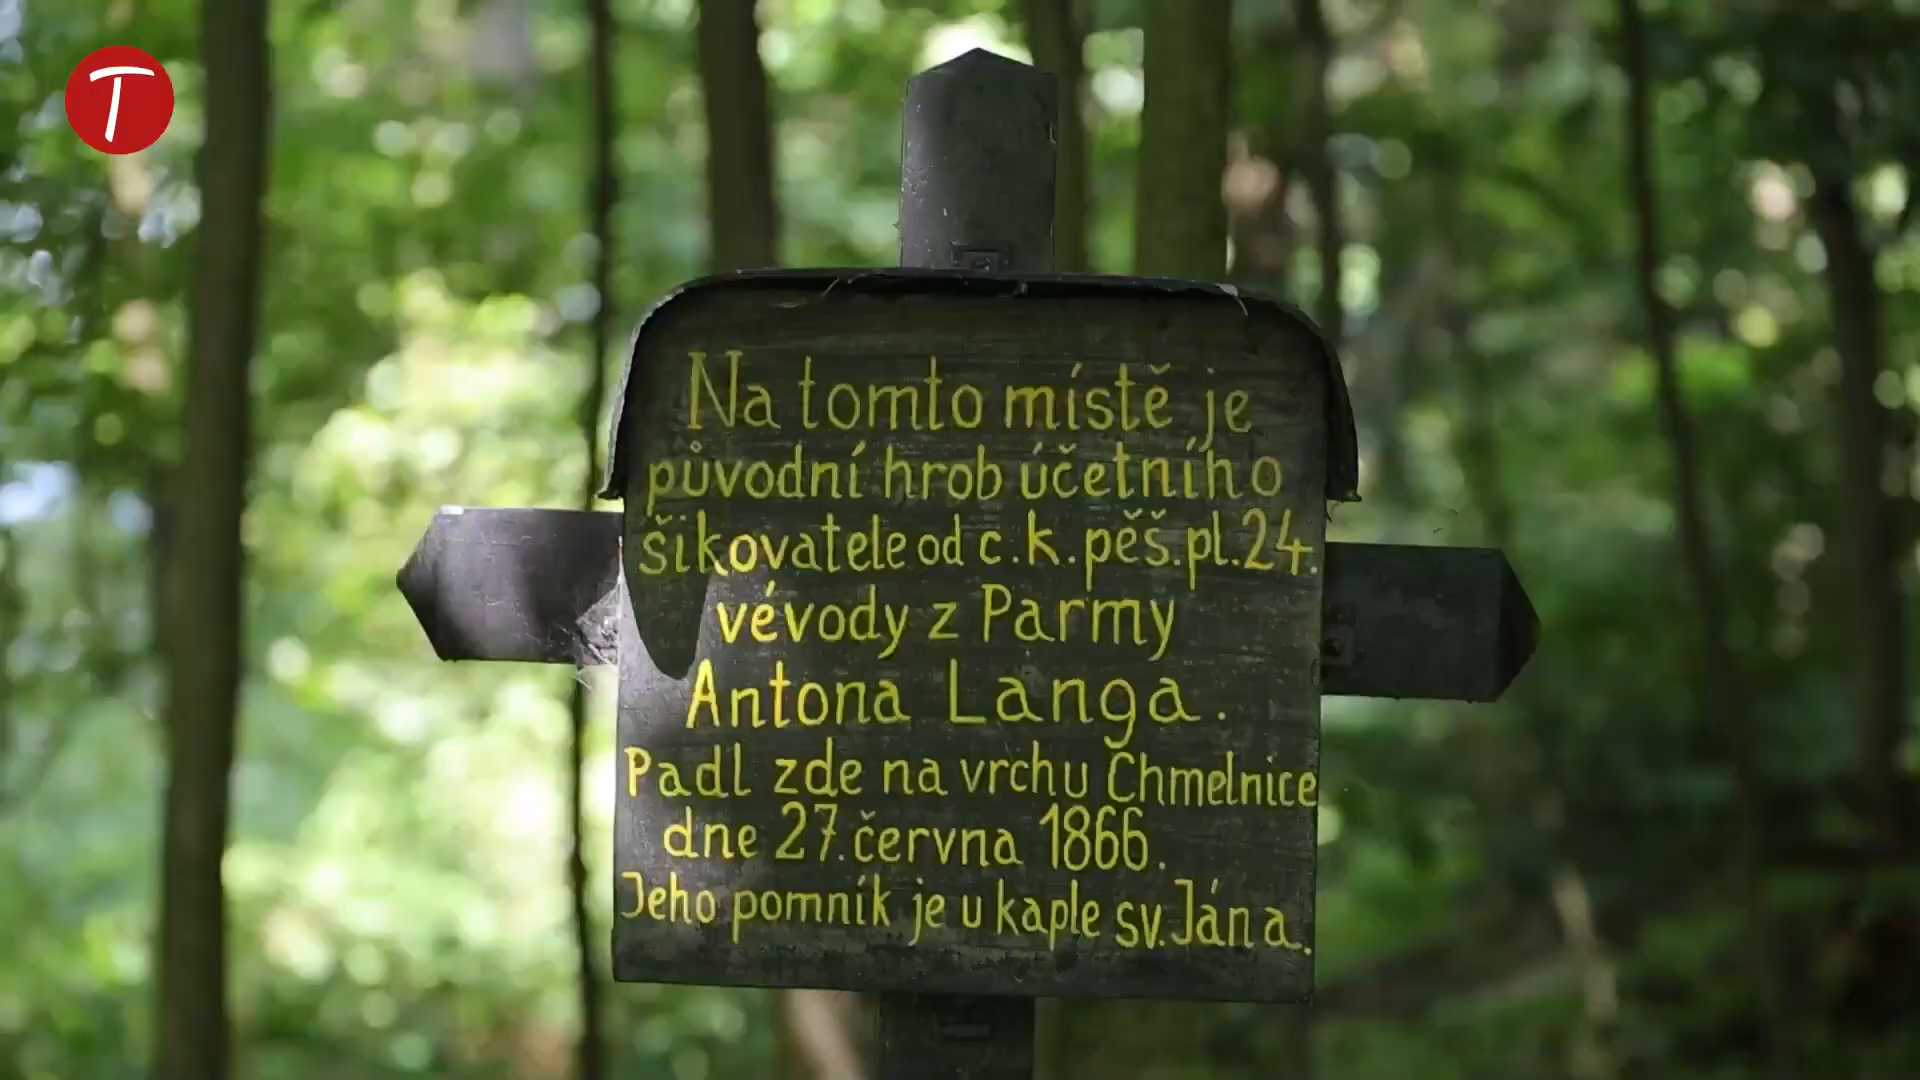 T
Na tomto místě je
původní hrob účetního
šikovatele od c.k.pěš.pl.24.
vévody z Parmy
Antona Langa.
Padl zde na vrchu Chmelnice
dne 27.června 1866.
Jeho pomník je u kaple sv.Jána.